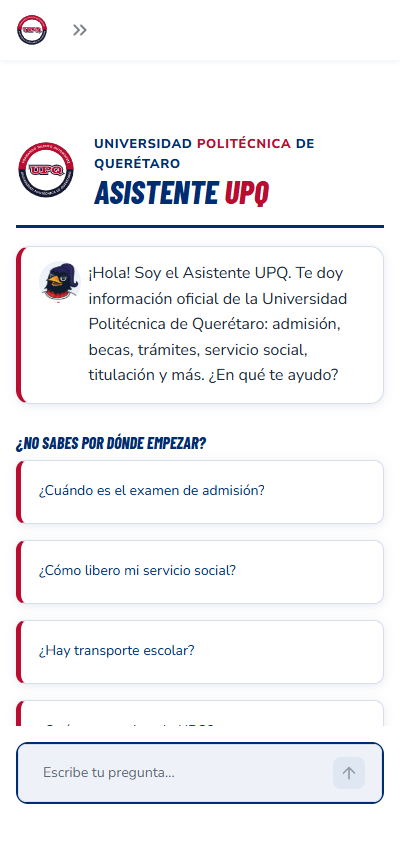 UNIVERSIDAD POLITÉCNICA DE
QUERÉTARO
UPQ
ASISTENTE UPQ
¡Hola! Soy el Asistente UPQ. Te doy
información oficial de la Universidad
Politécnica de Querétaro: admisión,
becas, trámites, servicio social,
titulación y más. ¿En qué te ayudo?
¿NO SABES POR DÓNDE EMPEZAR?
¿Cuándo es el examen de admisión?
¿Cómo libero mi servicio social?
¿Hay transporte escolar?
Escribe tu pregunta...